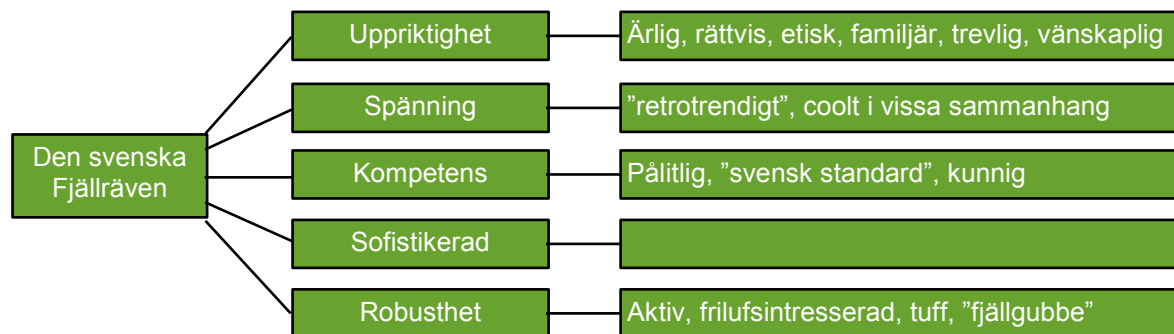 Uppriktighet
Ärlig, rättvis, etisk, familjär, trevlig, vänskaplig
Spänning
”retrotrendigt”, coolt i vissa sammanhang
Den svenska
Fjällräven
Kompetens
Pålitlig, ”svensk standard”, kunnig
Sofistikerad
Robusthet
Aktiv, frilufsintresserad, tuff, ”fjällgubbe”